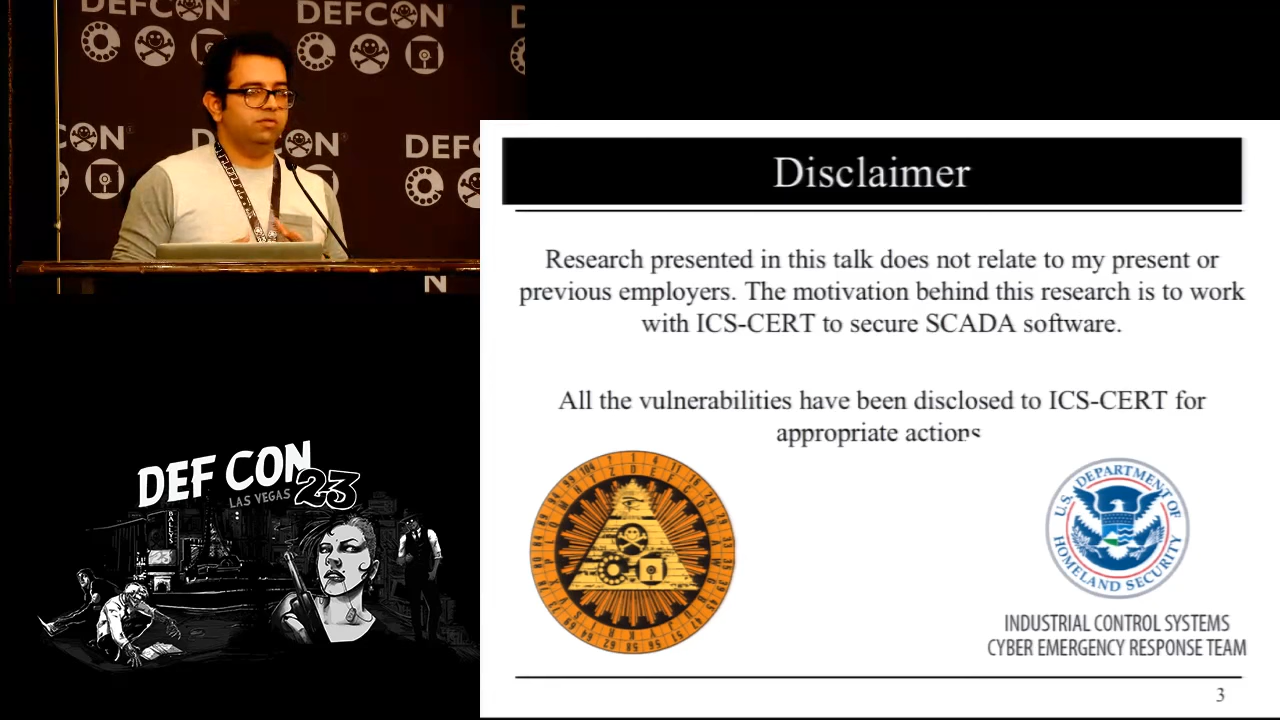 DEFCON
DEFCON
DEFCON
DEF CON
23
LAS VEGAS
BALLYS
Disclaimer
Research presented in this talk does not relate to my present or
previous employers. The motivation behind this research is to work
with ICS-CERT to secure SCADA software.
All the vulnerabilities have been disclosed to ICS-CERT for
appropriate actions
U.S. DEPARTMENT OF
HOMELAND SECURITY
INDUSTRIAL CONTROL SYSTEMS
CYBER EMERGENCY RESPONSE TEAM
3